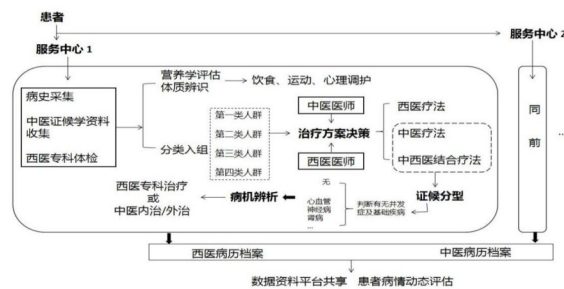 患者
服务中心 1
服务中心 2
病史采集
中医证候学资料
收集
西医专科体检
营养学评估
体质辨识
饮食、运动、心理调护
分类入组
第一类人群
第二类人群
第三类人群
第四类人群
中医医师
治疗方案决策
西医医师
西医疗法
中医疗法
中西医结合疗法
证候分型
判断有无并发
症及基础疾病
无
心血管
神经病
肾病
...
病机辨析
西医专科治疗
或
中医内治/外治
同
前
...
西医病历档案
中医病历档案
数据资料平台共享 患者病情动态评估